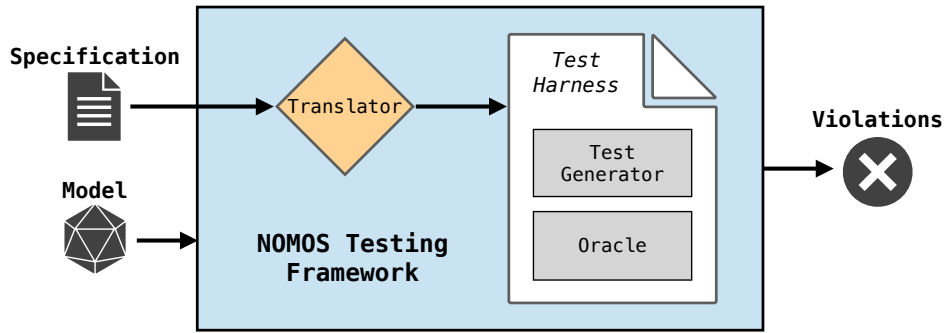 Specification
Model
Translator
NOMOS Testing
Framework
Test
Harness
Test
Generator
Oracle
Violations